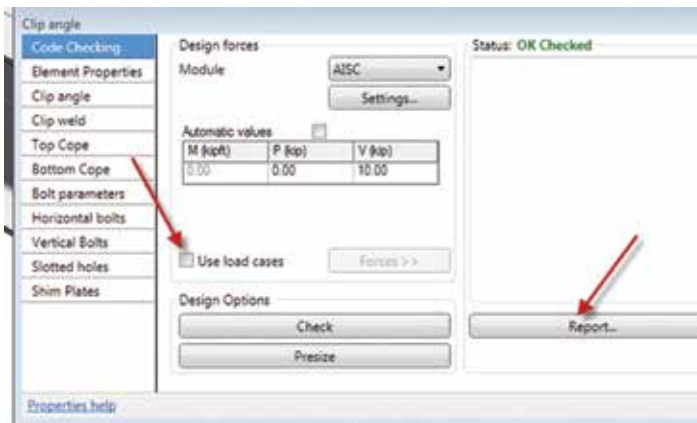 Clip angle
Code Checking
Element Properties
Clip angle
Clip weld
Top Cope
Bottom Cope
Bolt parameters
Horizontal bolts
Vertical Bolts
Slotted holes
Shim Plates
Properties help
Design forces
Module AISC
Settings...
Automatic values
M (kipft) P (kip) V (kip)
0.00 0.00 10.00
Use load cases Forces >>
Design Options
Check
Presize
Status: OK Checked
Report...